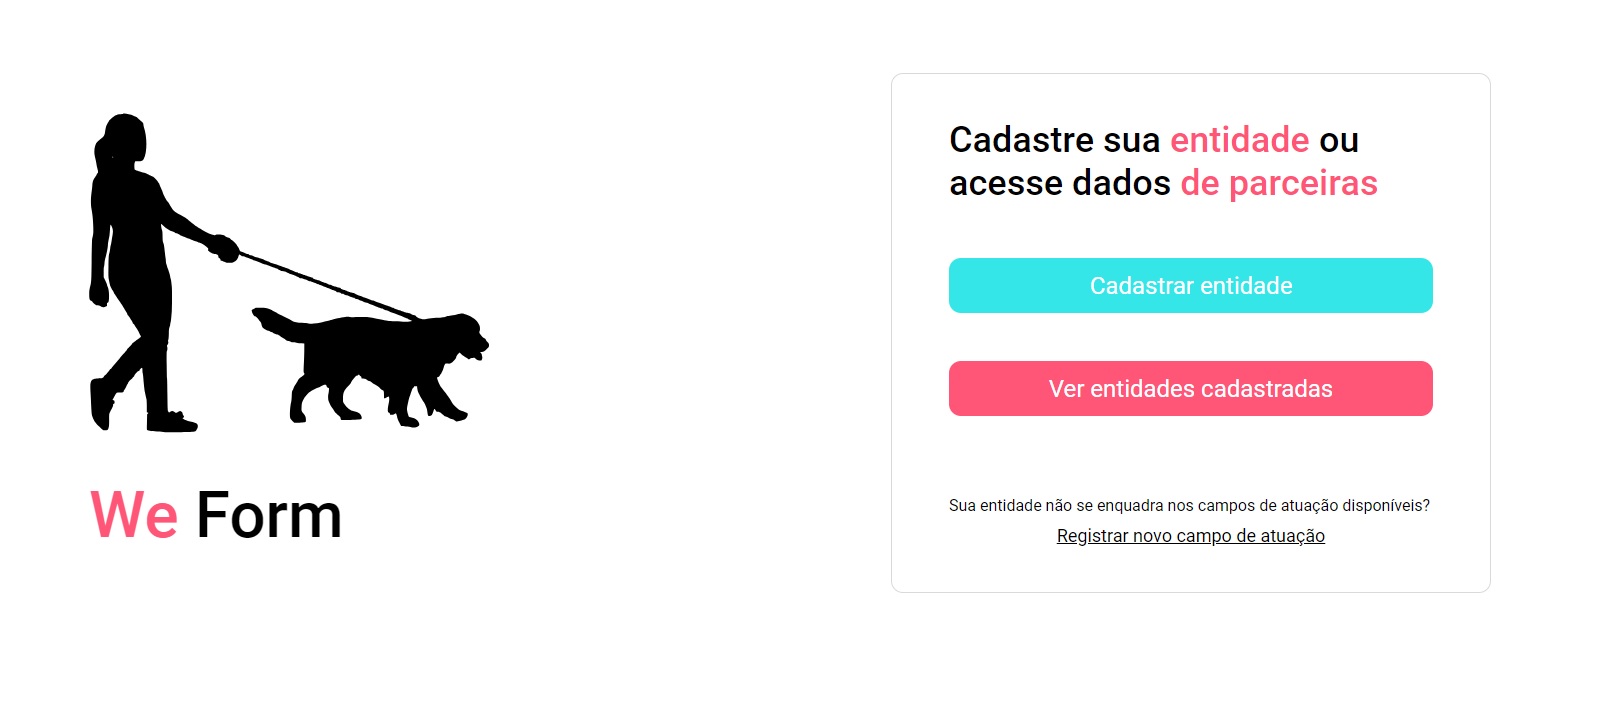 We Form
Cadastre sua entidade ou
acesse dados de parceiras
Cadastrar entidade
Ver entidades cadastradas
Sua entidade não se enquadra nos campos de atuação disponíveis?
Registrar novo campo de atuação